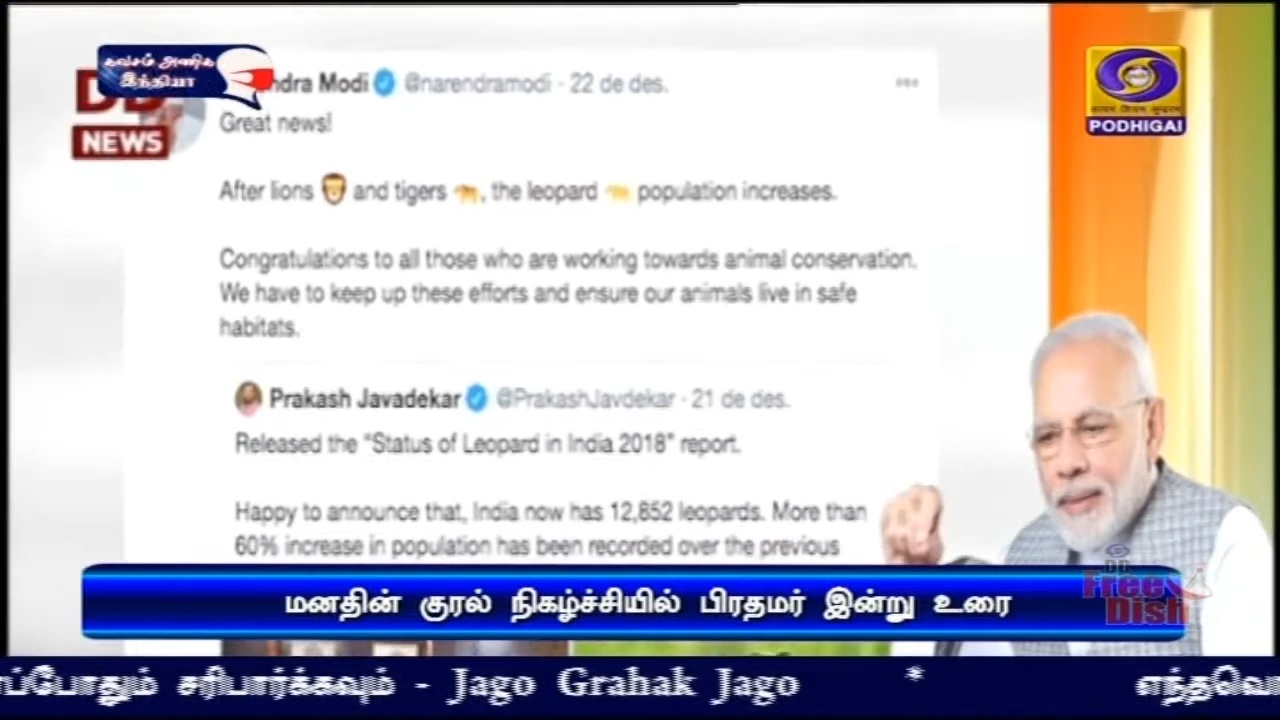 கவசம் அணிக
இந்தியா
DD
NEWS
ndra Modi @narendramodi · 22 de des.
Great news!
After lions 🦁 and tigers 🐅, the leopard 🐆 population increases.
Congratulations to all those who are working towards animal conservation.
We have to keep up these efforts and ensure our animals live in safe
habitats.
Prakash Javadekar @PrakashJavdekar · 21 de des.
Released the "Status of Leopard in India 2018" report.
Happy to announce that, India now has 12,852 leopards. More than
60% increase in population has been recorded over the previous
PODHIGAI
மனதின் குரல் நிகழ்ச்சியில் பிரதமர் இன்று உரை
DD
Free
Dish
ப்போதும் சரிபார்க்கவும் - Jago Grahak Jago * எந்தவொ